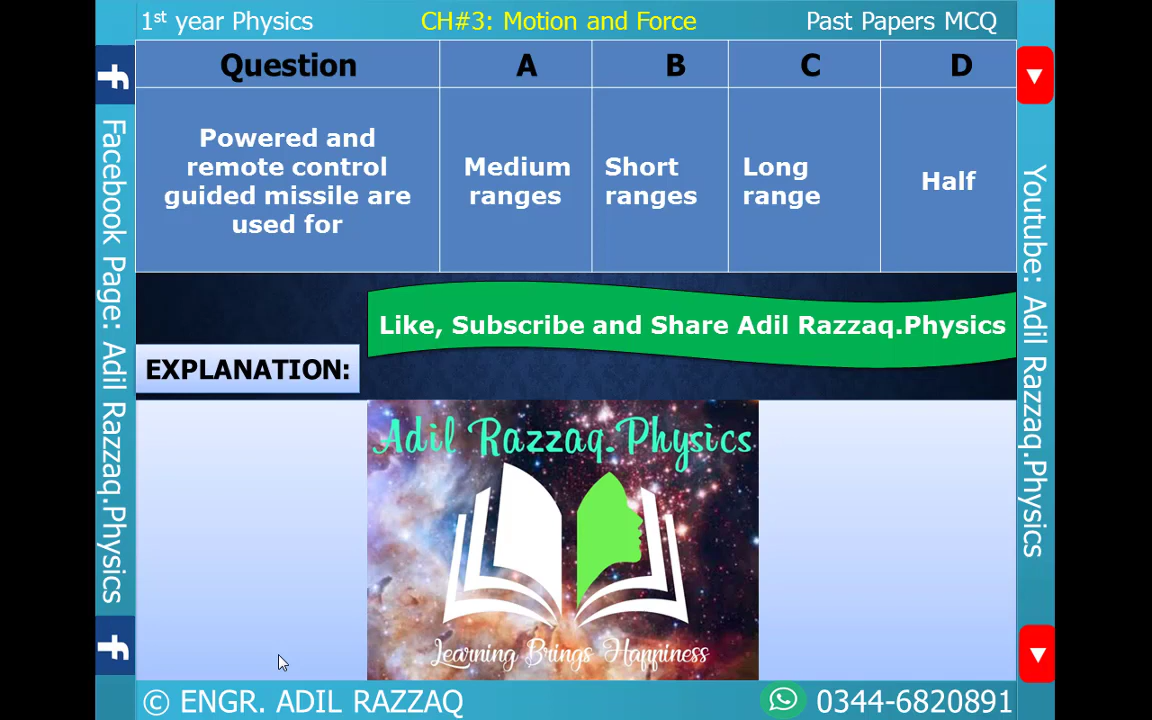 1st year Physics CH#3: Motion and Force Past Papers MCQ
Question A B C D
Powered and
remote control
guided missile are
used for
Medium
ranges
Short
ranges
Long
range
Half
Like, Subscribe and Share Adil Razzaq.Physics
EXPLANATION:
Adil Razzaq.Physics
Learning Brings Happiness
© ENGR. ADIL RAZZAQ 0344-6820891
Facebook Page: Adil Razzaq.Physics
Youtube: Adil Razzaq.Physics